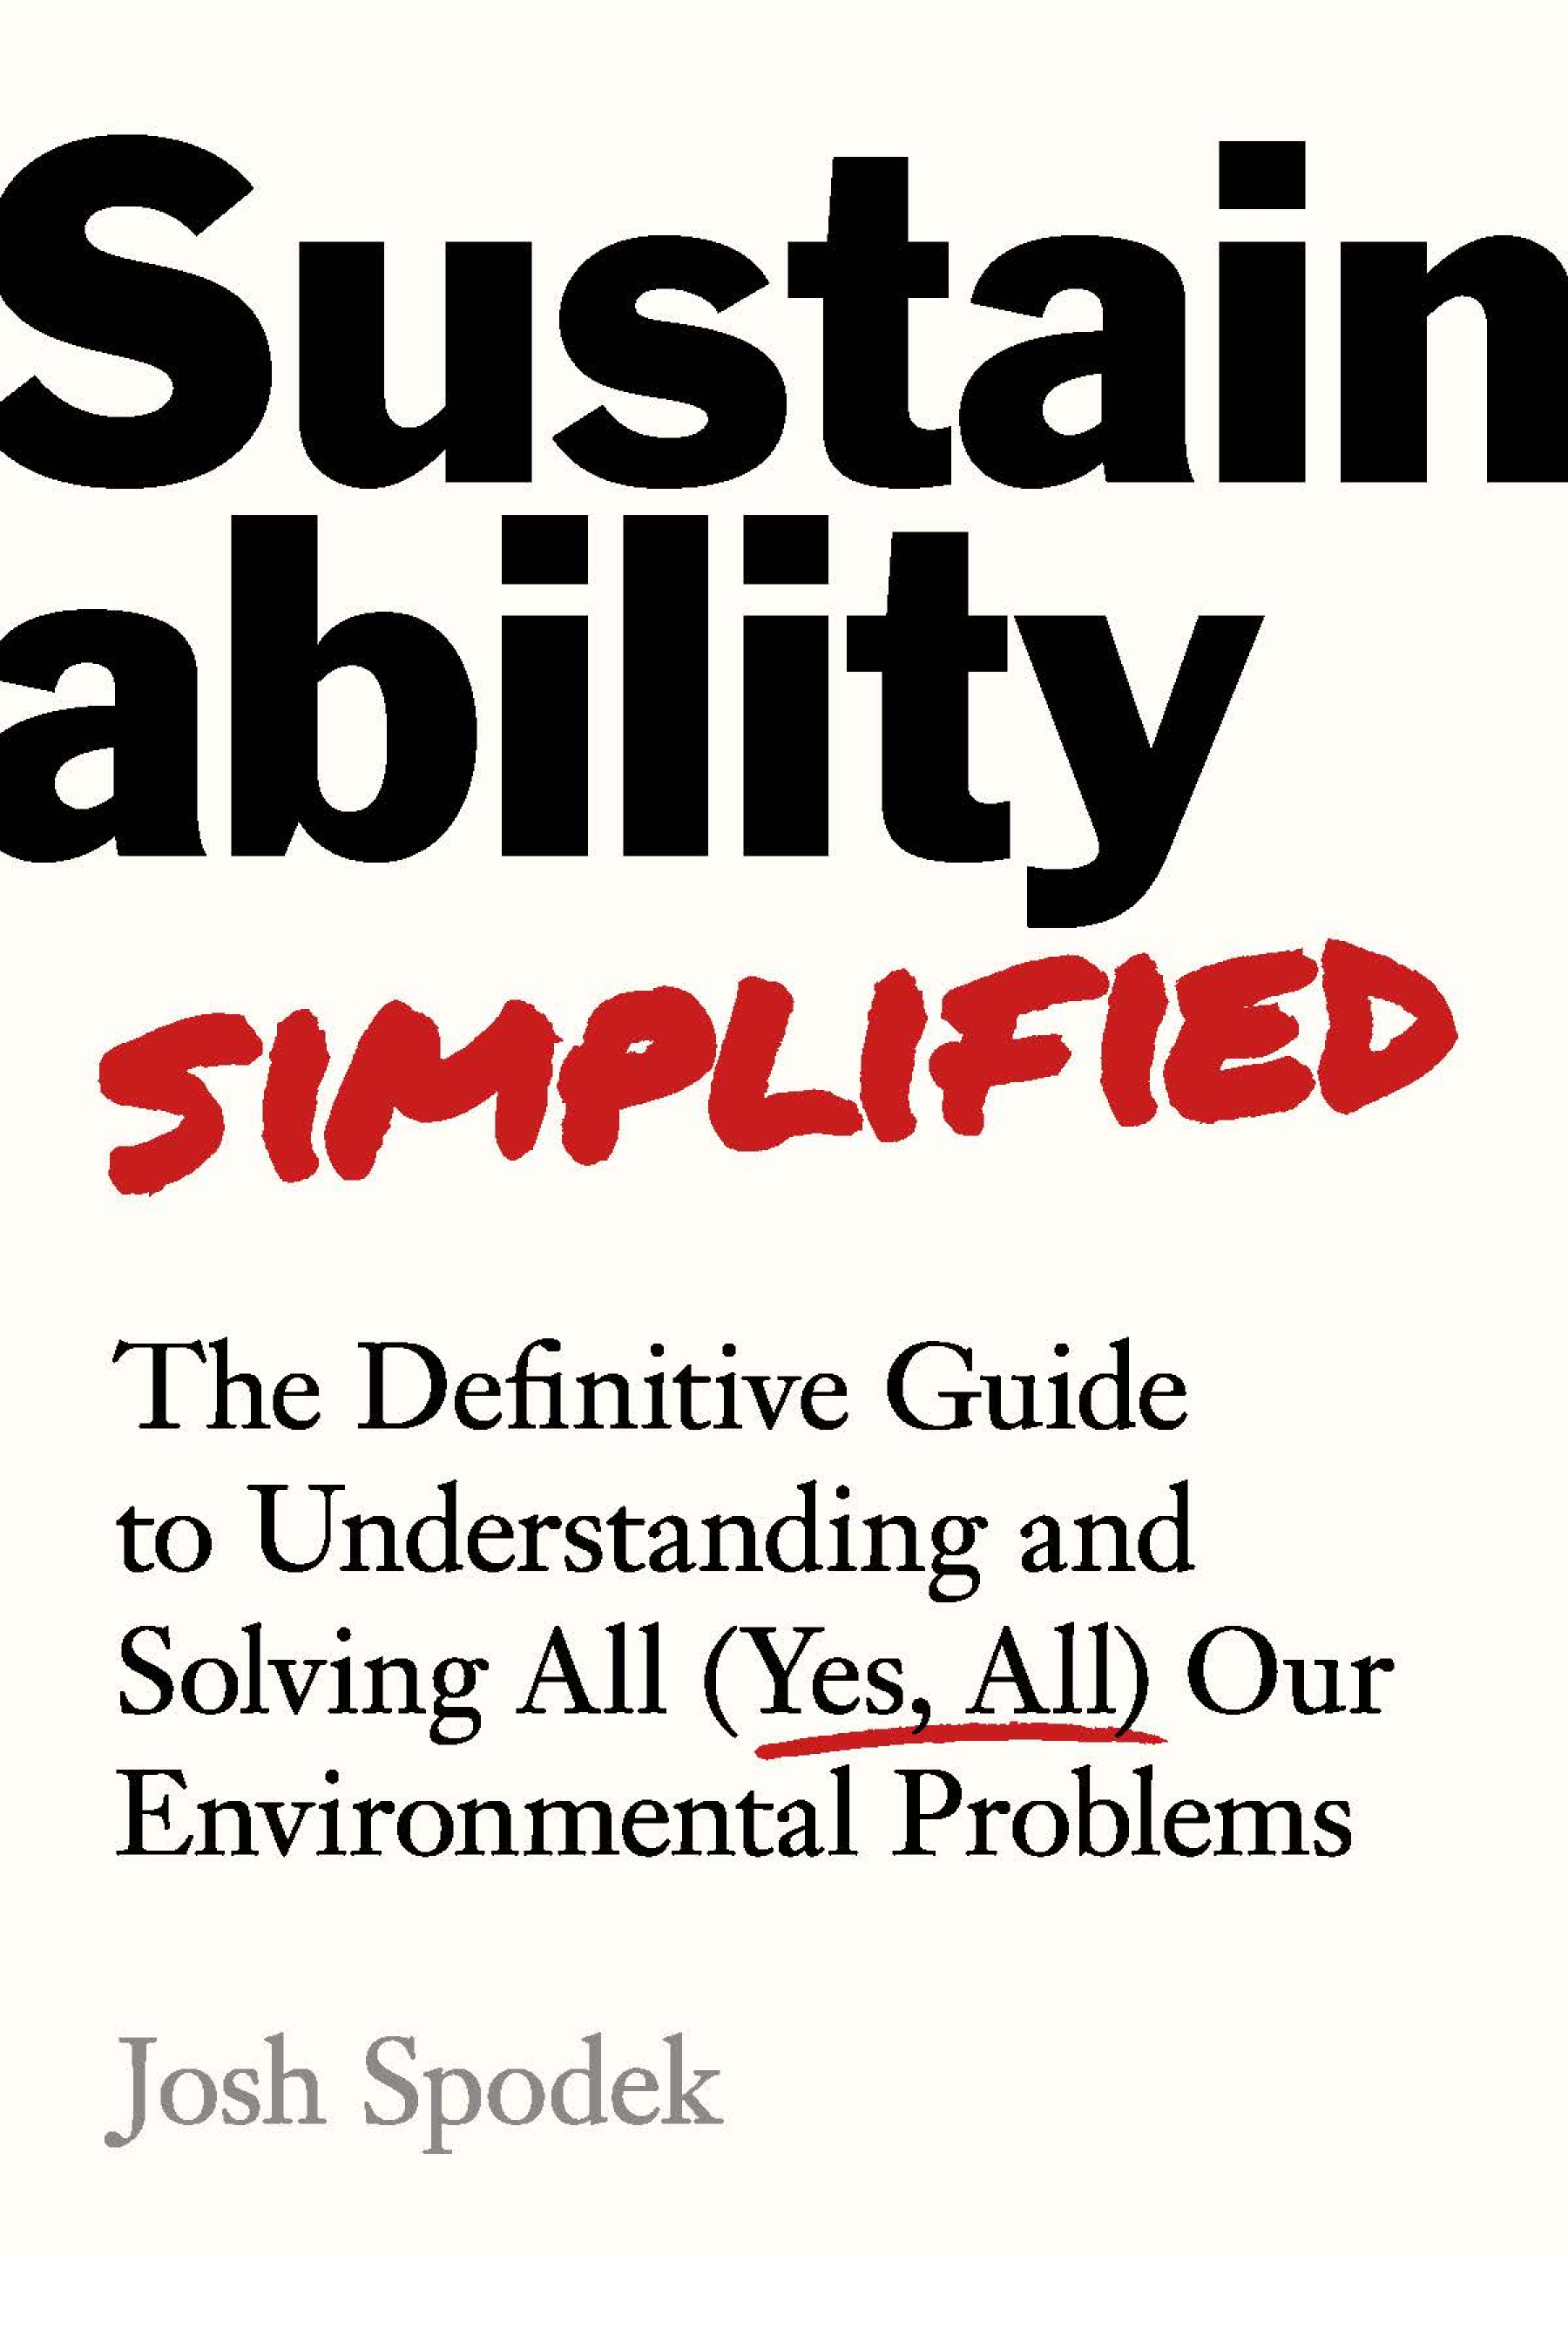 Sustain
ability
SIMPLIFIED
The Definitive Guide
to Understanding and
Solving All (Yes, All) Our
Environmental Problems
Josh Spodek